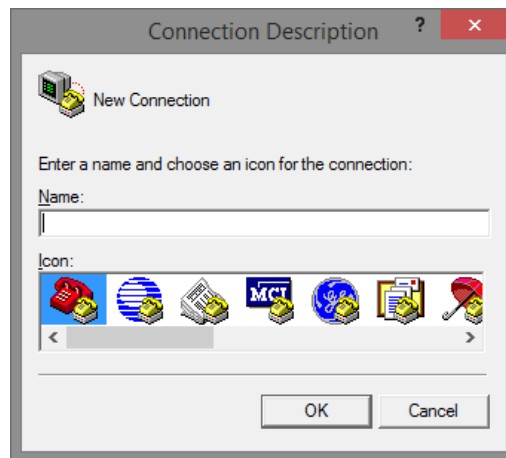 Connection Description ?
New Connection
Enter a name and choose an icon for the connection:
Name:
Icon:
MCI
OK Cancel